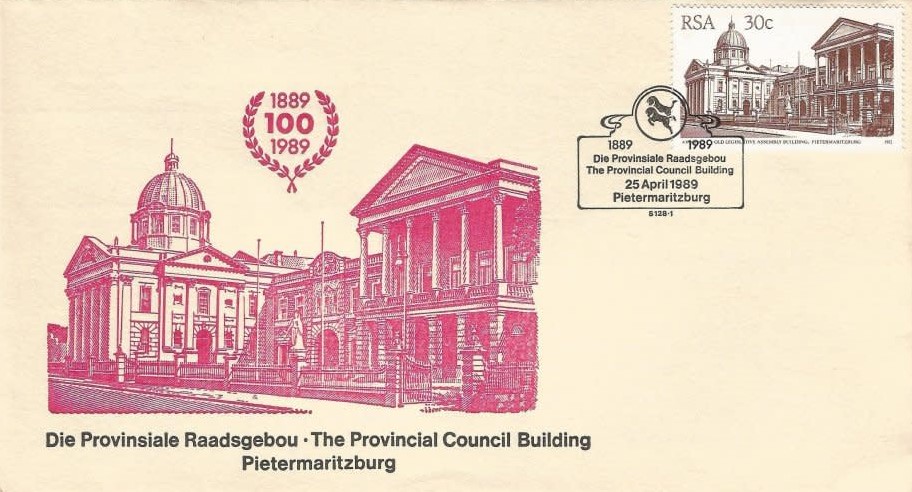 RSA 30c
OLD LEGISLATIVE ASSEMBLY BUILDING, PIETERMARITZBURG
1982
1889
100
1989
1889 1989
Die Provinsiale Raadsgebou
The Provincial Council Building
25 April 1989
Pietermaritzburg
S128·1
Die Provinsiale Raadsgebou · The Provincial Council Building
Pietermaritzburg